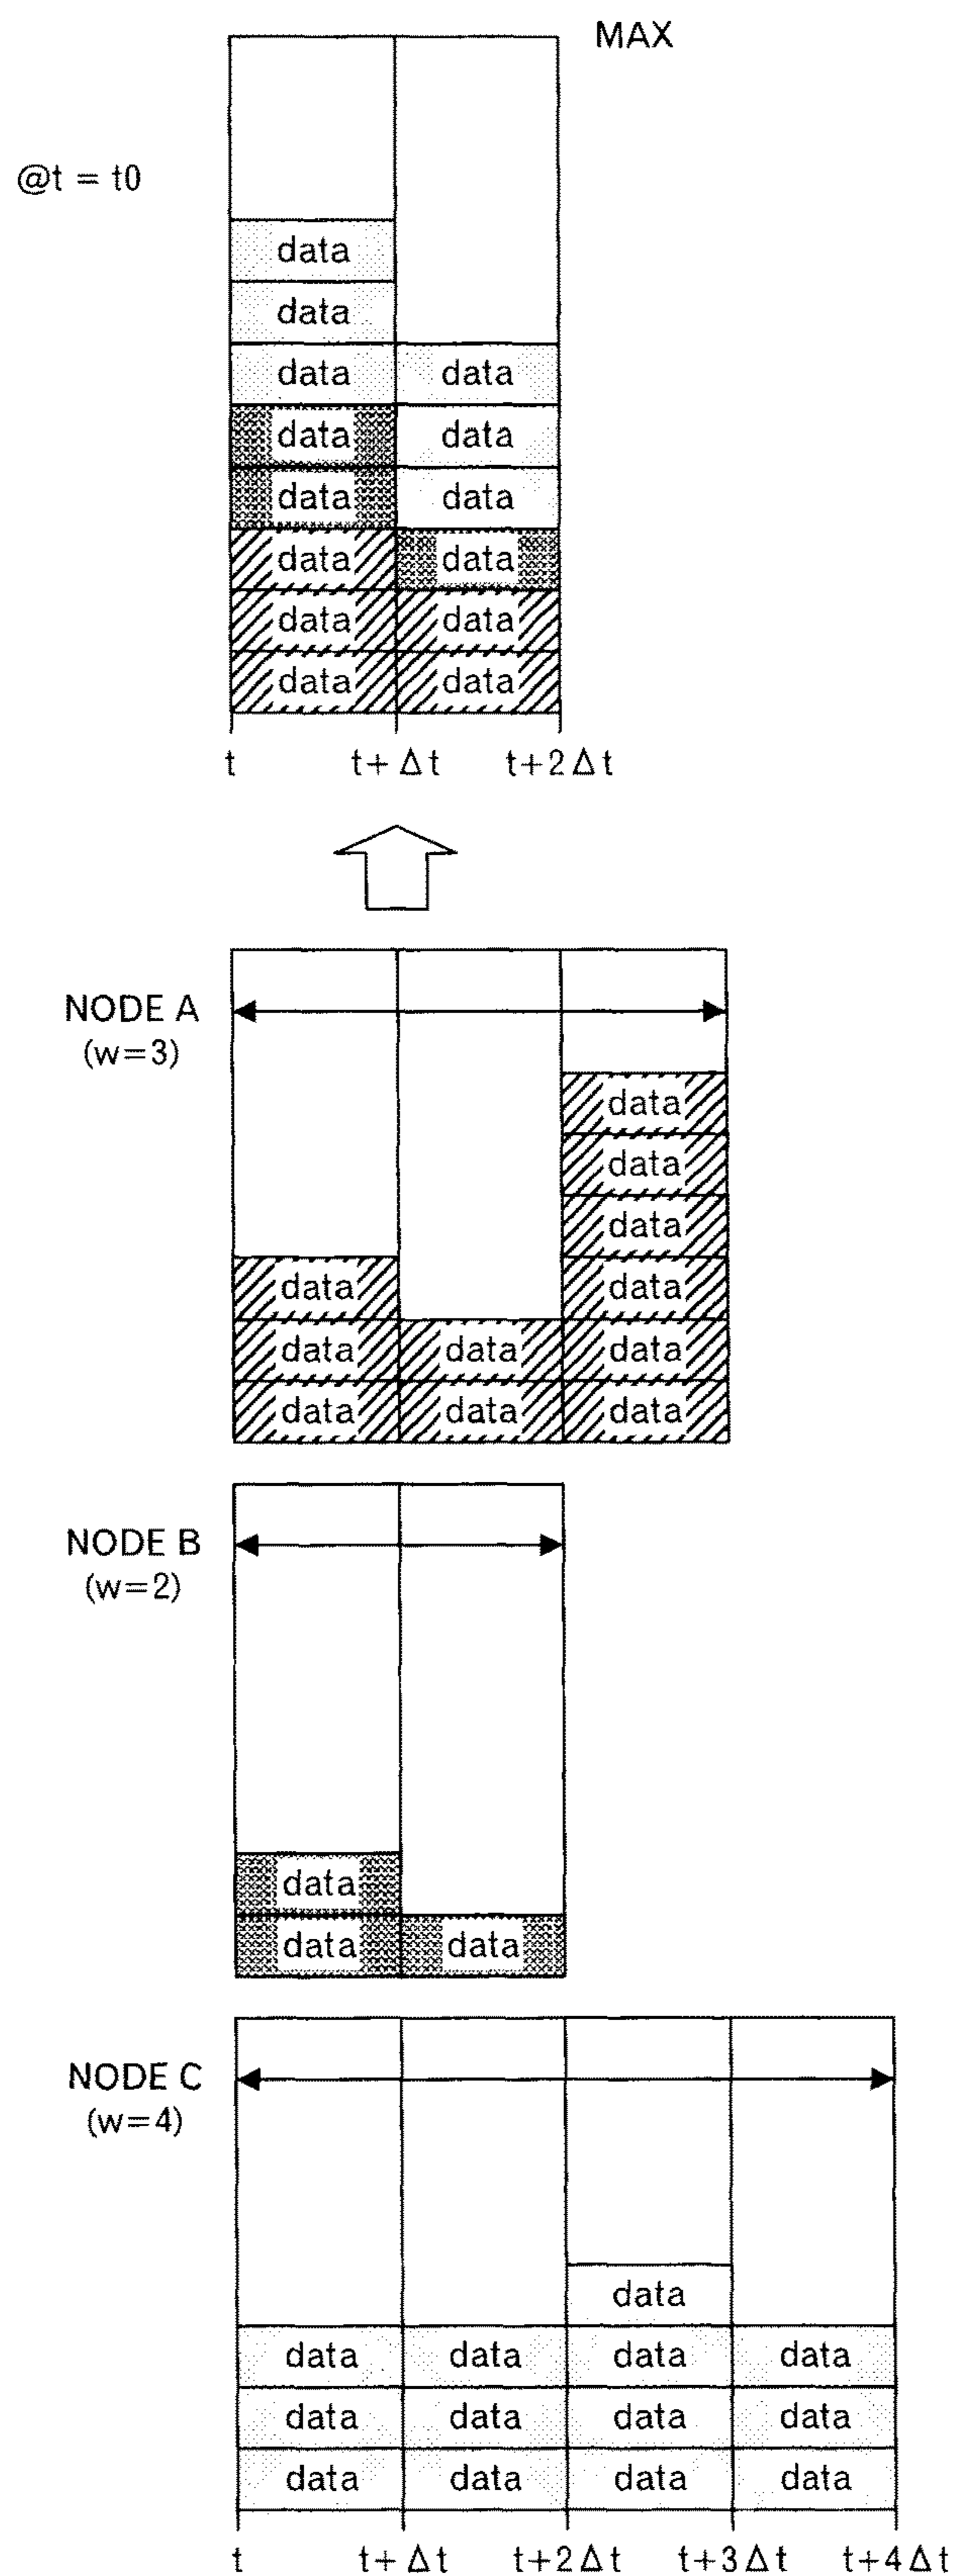 MAX
@t = t0
data
data
data data
data data
data data
data data
data data
data data
t t+Δt t+2Δt
NODE A
(w=3)
data
data
data
data data
data data data
data data data
NODE B
(w=2)
data
data data
NODE C
(w=4)
data
data data data data
data data data data
data data data data
t t+Δt t+2Δt t+3Δt t+4Δt